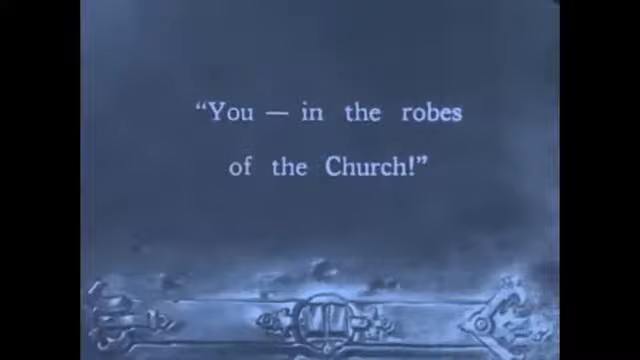 “You — in the robes
of the Church!”